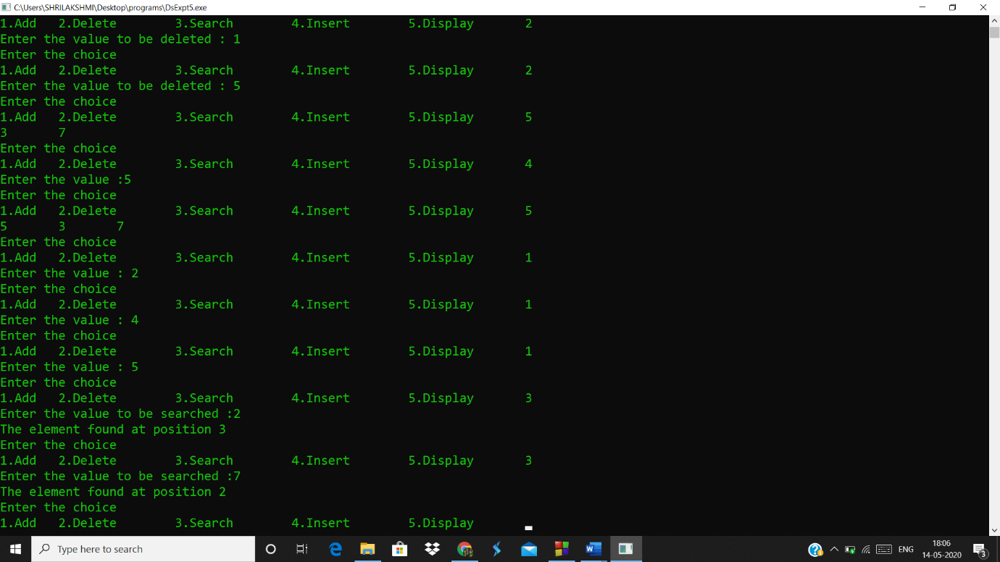 C:\Users\SHRILAKSHMI\Desktop\programs\DsExpt5.exe
1.Add 2.Delete 3.Search 4.Insert 5.Display 2
Enter the value to be deleted : 1
Enter the choice
1.Add 2.Delete 3.Search 4.Insert 5.Display 2
Enter the value to be deleted : 5
Enter the choice
1.Add 2.Delete 3.Search 4.Insert 5.Display 5
3 7
Enter the choice
1.Add 2.Delete 3.Search 4.Insert 5.Display 4
Enter the value :5
Enter the choice
1.Add 2.Delete 3.Search 4.Insert 5.Display 5
5 3 7
Enter the choice
1.Add 2.Delete 3.Search 4.Insert 5.Display 1
Enter the value : 2
Enter the choice
1.Add 2.Delete 3.Search 4.Insert 5.Display 1
Enter the value : 4
Enter the choice
1.Add 2.Delete 3.Search 4.Insert 5.Display 1
Enter the value : 5
Enter the choice
1.Add 2.Delete 3.Search 4.Insert 5.Display 3
Enter the value to be searched :2
The element found at position 3
Enter the choice
1.Add 2.Delete 3.Search 4.Insert 5.Display 3
Enter the value to be searched :7
The element found at position 2
Enter the choice
1.Add 2.Delete 3.Search 4.Insert 5.Display
Type here to search
ENG
18:06
14-05-2020
3